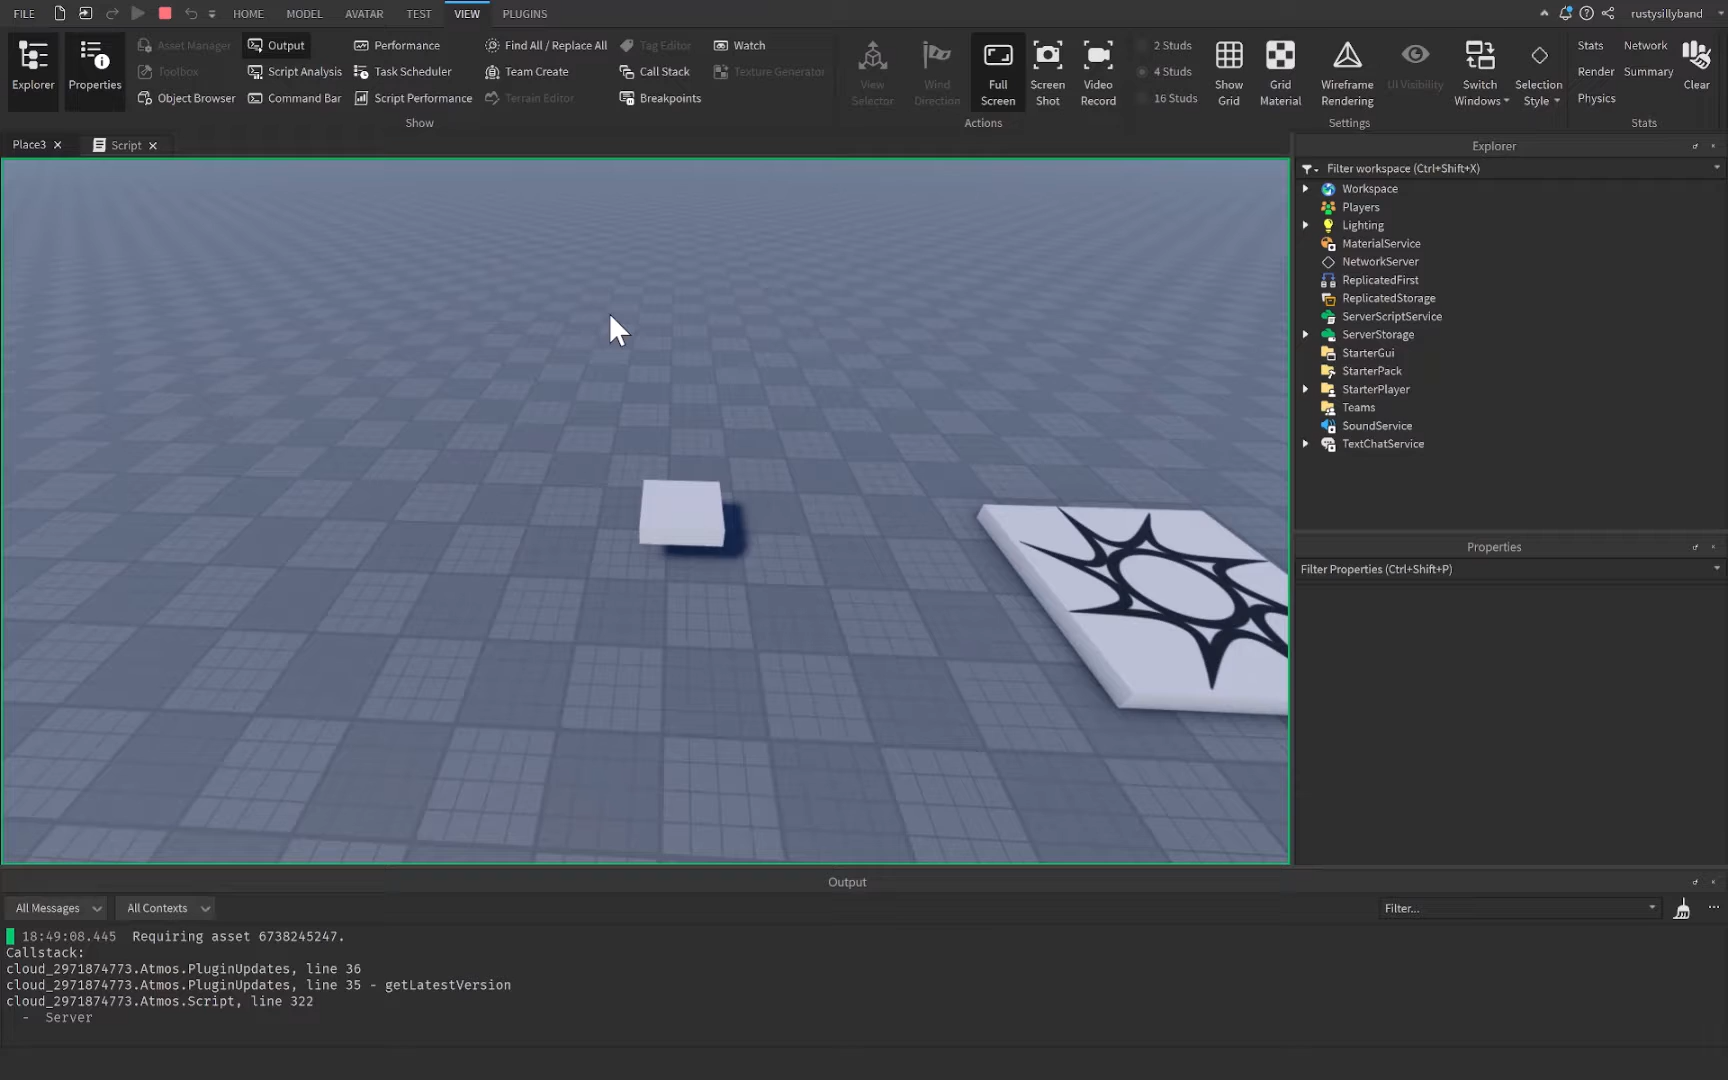 FILE HOME MODEL AVATAR TEST VIEW PLUGINS rustysillyband
Explorer
Properties
Asset Manager
Toolbox
Object Browser
Output
Script Analysis
Command Bar
Performance
Task Scheduler
Script Performance
Find All / Replace All
Team Create
Terrain Editor
Tag Editor
Call Stack
Breakpoints
Watch
Texture Generator
Show
View
Selector
Wind
Direction
Full
Screen
Screen
Shot
Video
Record
Actions
2 Studs
4 Studs
16 Studs
Show
Grid
Grid
Material
Wireframe
Rendering
UI Visibility
Switch
Windows
Selection
Style
Settings
Stats
Render
Physics
Network
Summary
Clear
Stats
Place3
Script
Explorer
Filter workspace (Ctrl+Shift+X)
Workspace
Players
Lighting
MaterialService
NetworkServer
ReplicatedFirst
ReplicatedStorage
ServerScriptService
ServerStorage
StarterGui
StarterPack
StarterPlayer
Teams
SoundService
TextChatService
Properties
Filter Properties (Ctrl+Shift+P)
Output
All Messages
All Contexts
Filter...
18:49:08.445 Requiring asset 6738245247.
Callstack:
cloud_2971874773.Atmos.PluginUpdates, line 36
cloud_2971874773.Atmos.PluginUpdates, line 35 - getLatestVersion
cloud_2971874773.Atmos.Script, line 322
- Server